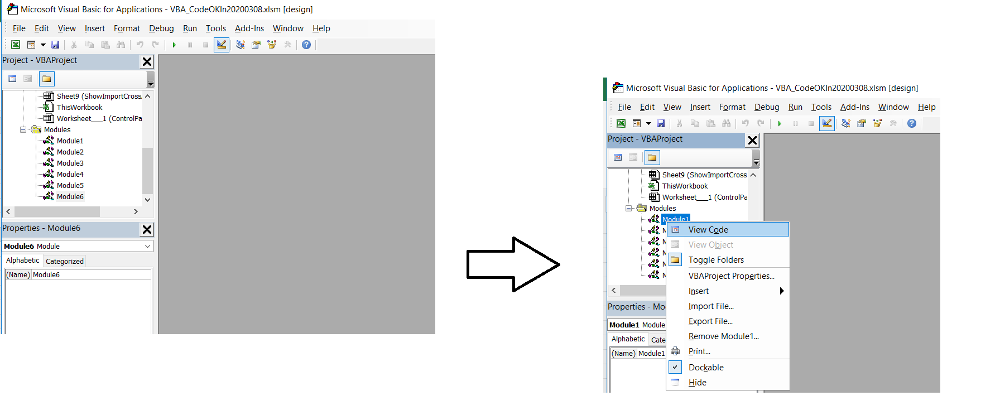 Microsoft Visual Basic for Applications - VBA_CodeOKIn20200308.xlsm [design]
File Edit View Insert Format Debug Run Tools Add-Ins Window Help
Project - VBAProject
Sheet9 (ShowImportCross
ThisWorkbook
Worksheet___1 (ControlPa
Modules
Module1
Module2
Module3
Module4
Module5
Module6
Properties - Module6
Module6 Module
Alphabetic Categorized
(Name) Module6
Microsoft Visual Basic for Applications - VBA_CodeOKIn20200308.xlsm [design]
File Edit View Insert Format Debug Run Tools Add-Ins Window Help
Project - VBAProject
Sheet9 (ShowImportCross
ThisWorkbook
Worksheet___1 (ControlPa
Modules
Module1
View Code
View Object
Toggle Folders
VBAProject Properties...
Insert
Import File...
Export File...
Remove Module1...
Print...
Dockable
Hide
Properties - Mo
Module1 Module
Alphabetic Cate
(Name) Module1